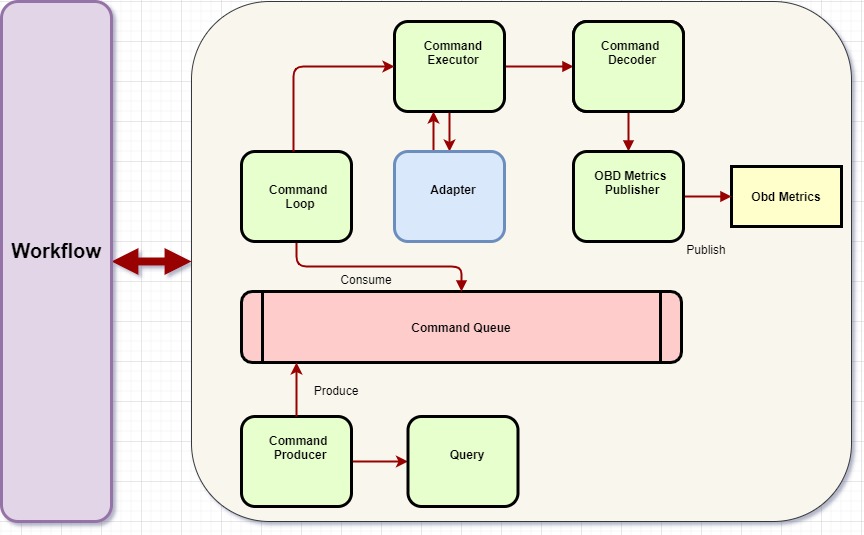 Workflow
Command
Executor
Command
Decoder
Command
Loop
Adapter
OBD Metrics
Publisher
Obd Metrics
Publish
Consume
Command Queue
Produce
Command
Producer
Query